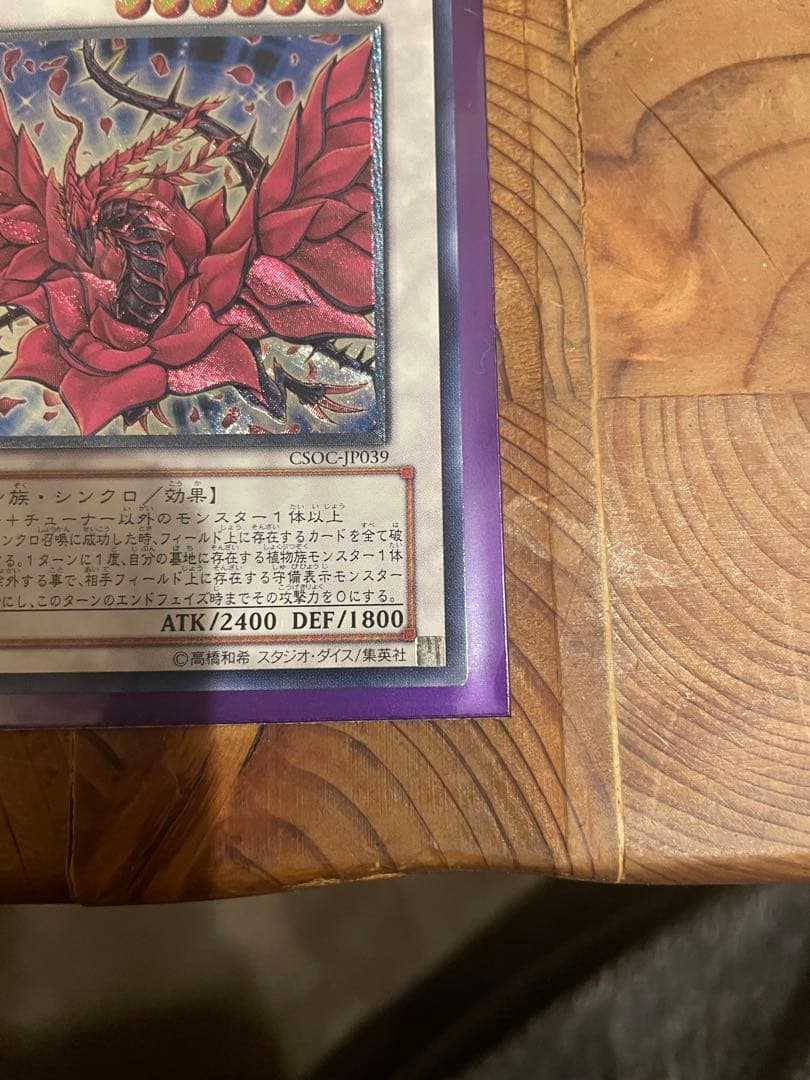 CSOC-JP039
族・シンクロ／効果】
＋チューナー以外のモンスター１体以上
ンクロ召喚に成功した時、フィールド上に存在するカードを全て破
る。１ターンに１度、自分の墓地に存在する植物族モンスター１体
除外する事で、相手フィールド上に存在する守備表示モンスター
にし、このターンのエンドフェイズ時までその攻撃力を０にする。
ATK/2400 DEF/1800
©高橋和希 スタジオ・ダイス/集英社